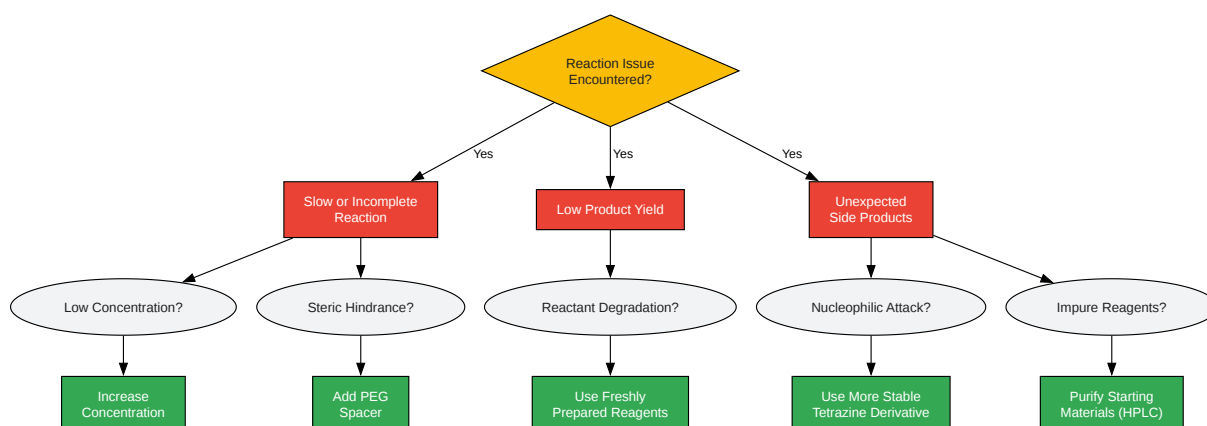 Reaction Issue
Encountered?
Yes
Yes
Yes
Slow or Incomplete
Reaction
Low Product Yield
Unexpected
Side Products
Low Concentration?
Steric Hindrance?
Reactant Degradation?
Nucleophilic Attack?
Impure Reagents?
Increase
Concentration
Add PEG
Spacer
Use Freshly
Prepared Reagents
Use More Stable
Tetrazine Derivative
Purify Starting
Materials (HPLC)